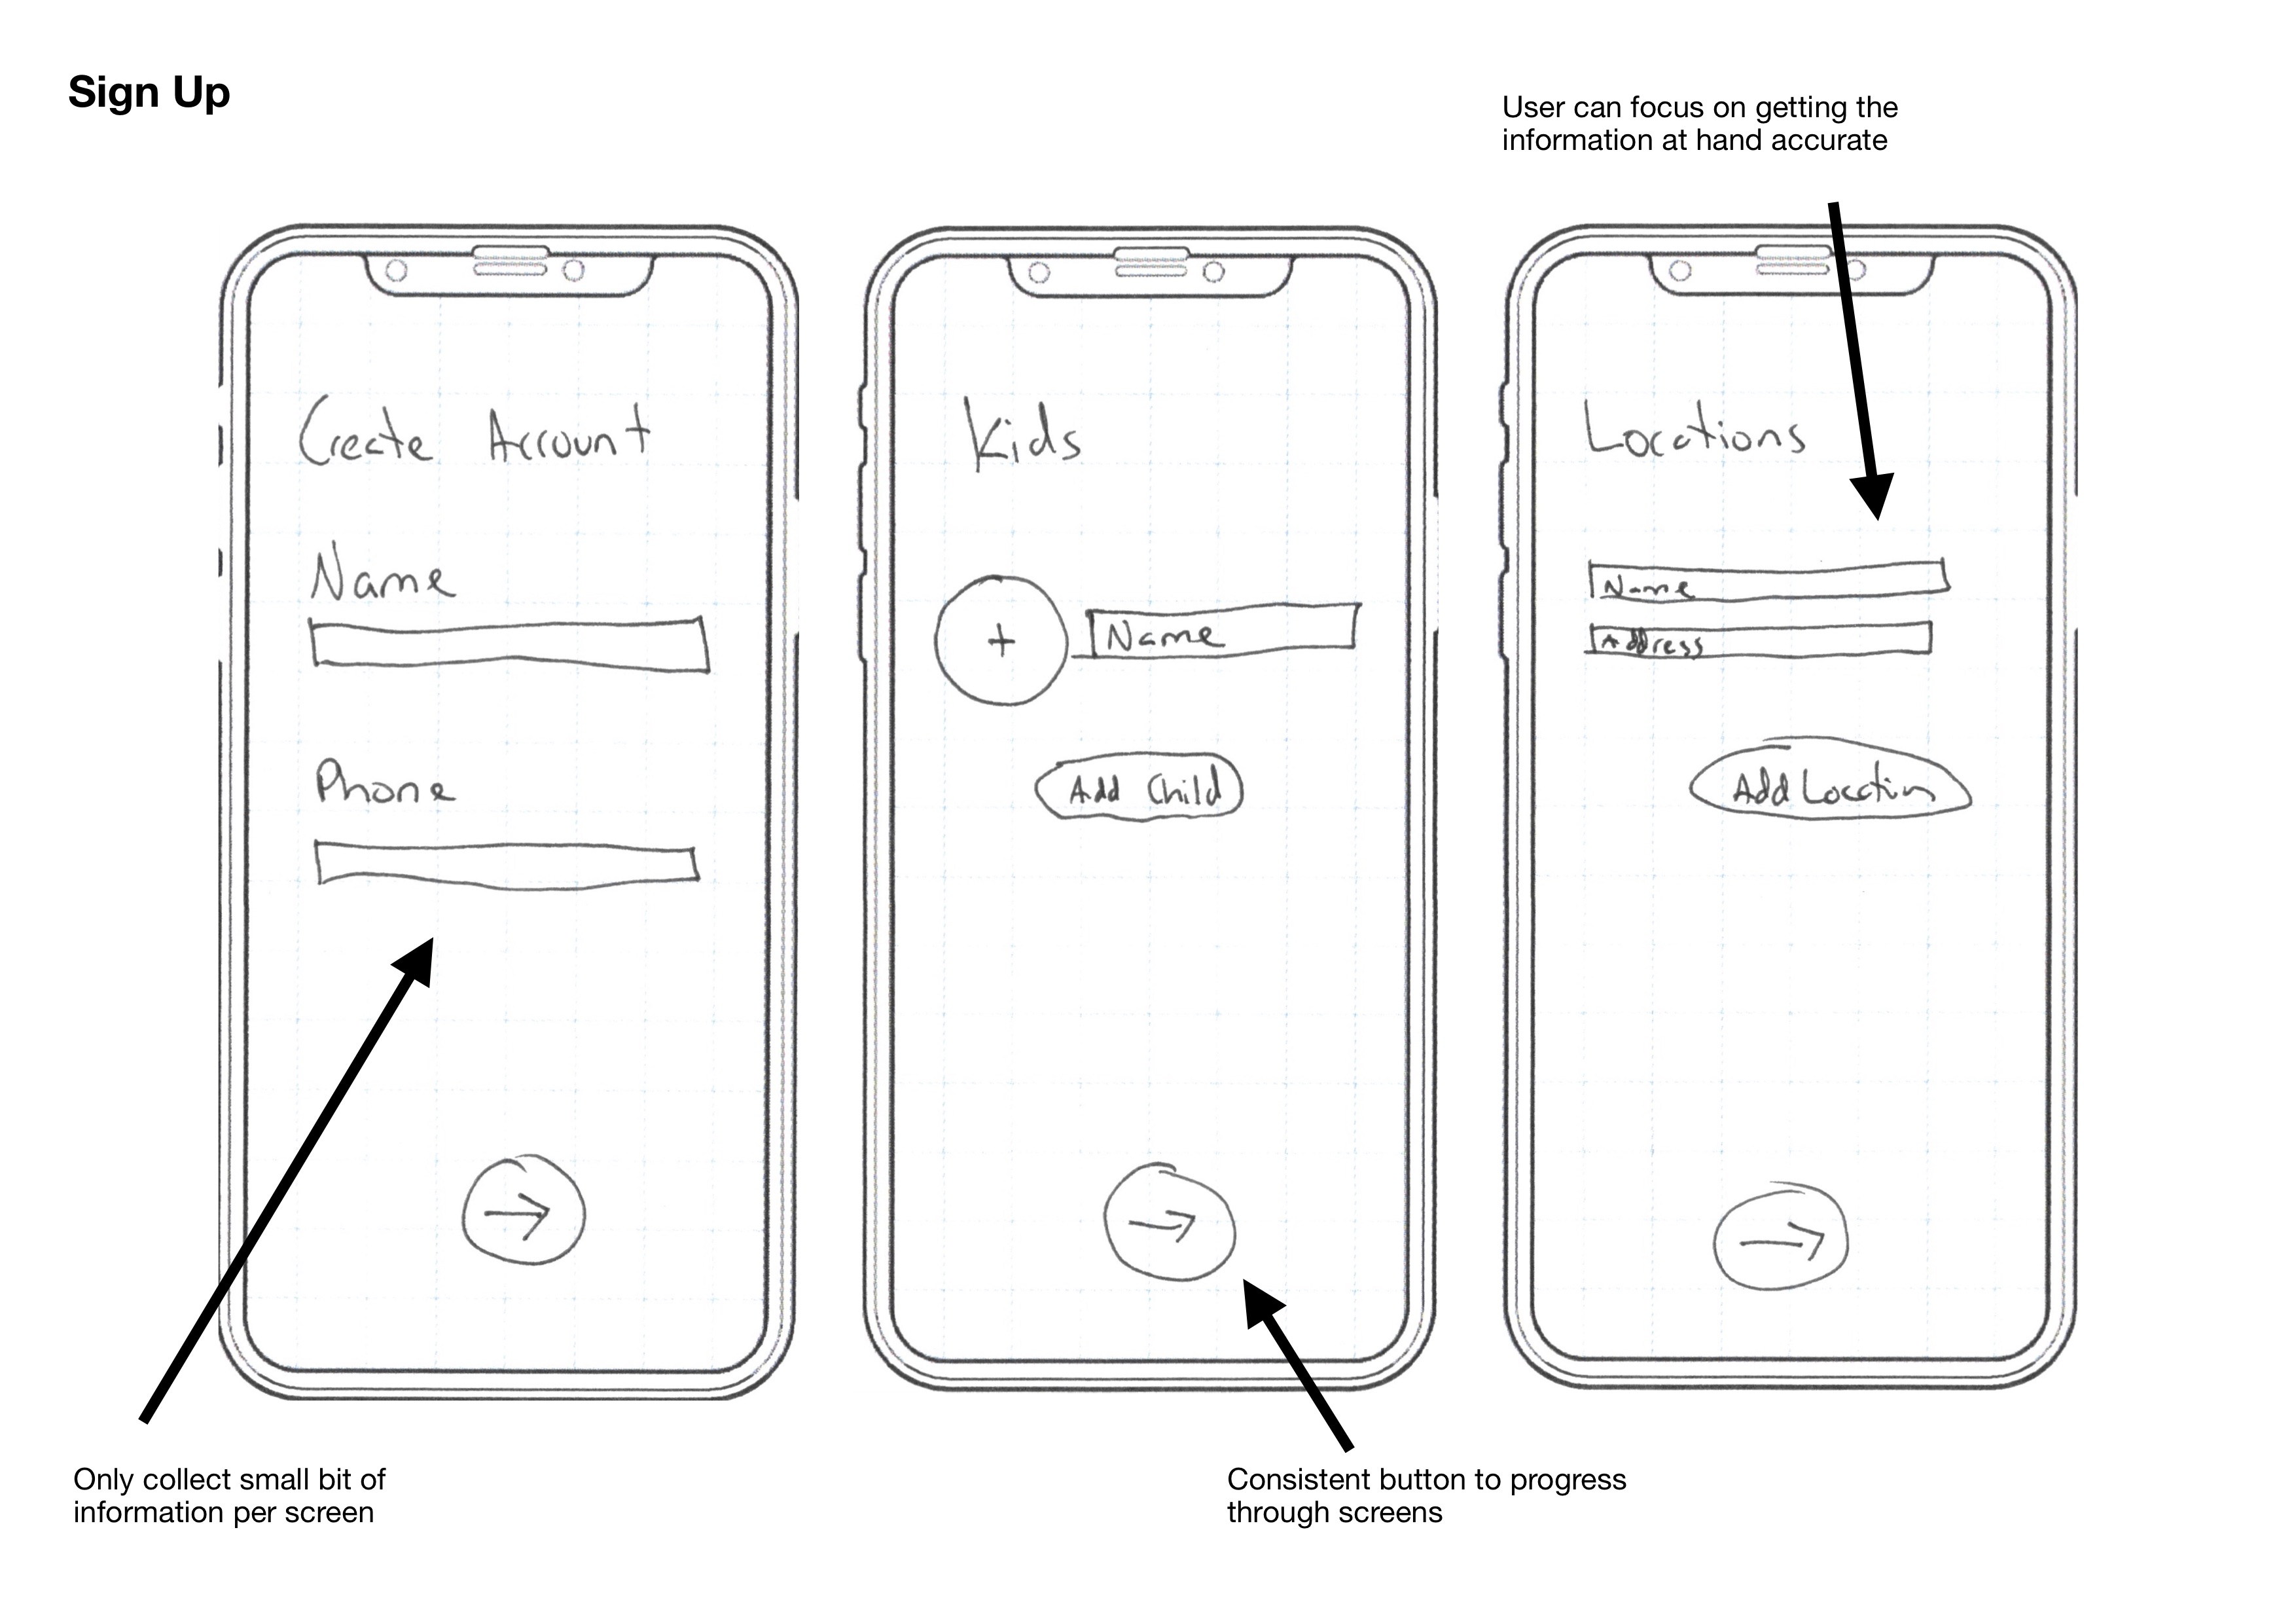 Sign Up
User can focus on getting the
information at hand accurate
Create Account
Name
Phone
Kids
+ Name
Add Child
Locations
Name
Address
Add Location
Only collect small bit of
information per screen
Consistent button to progress
through screens